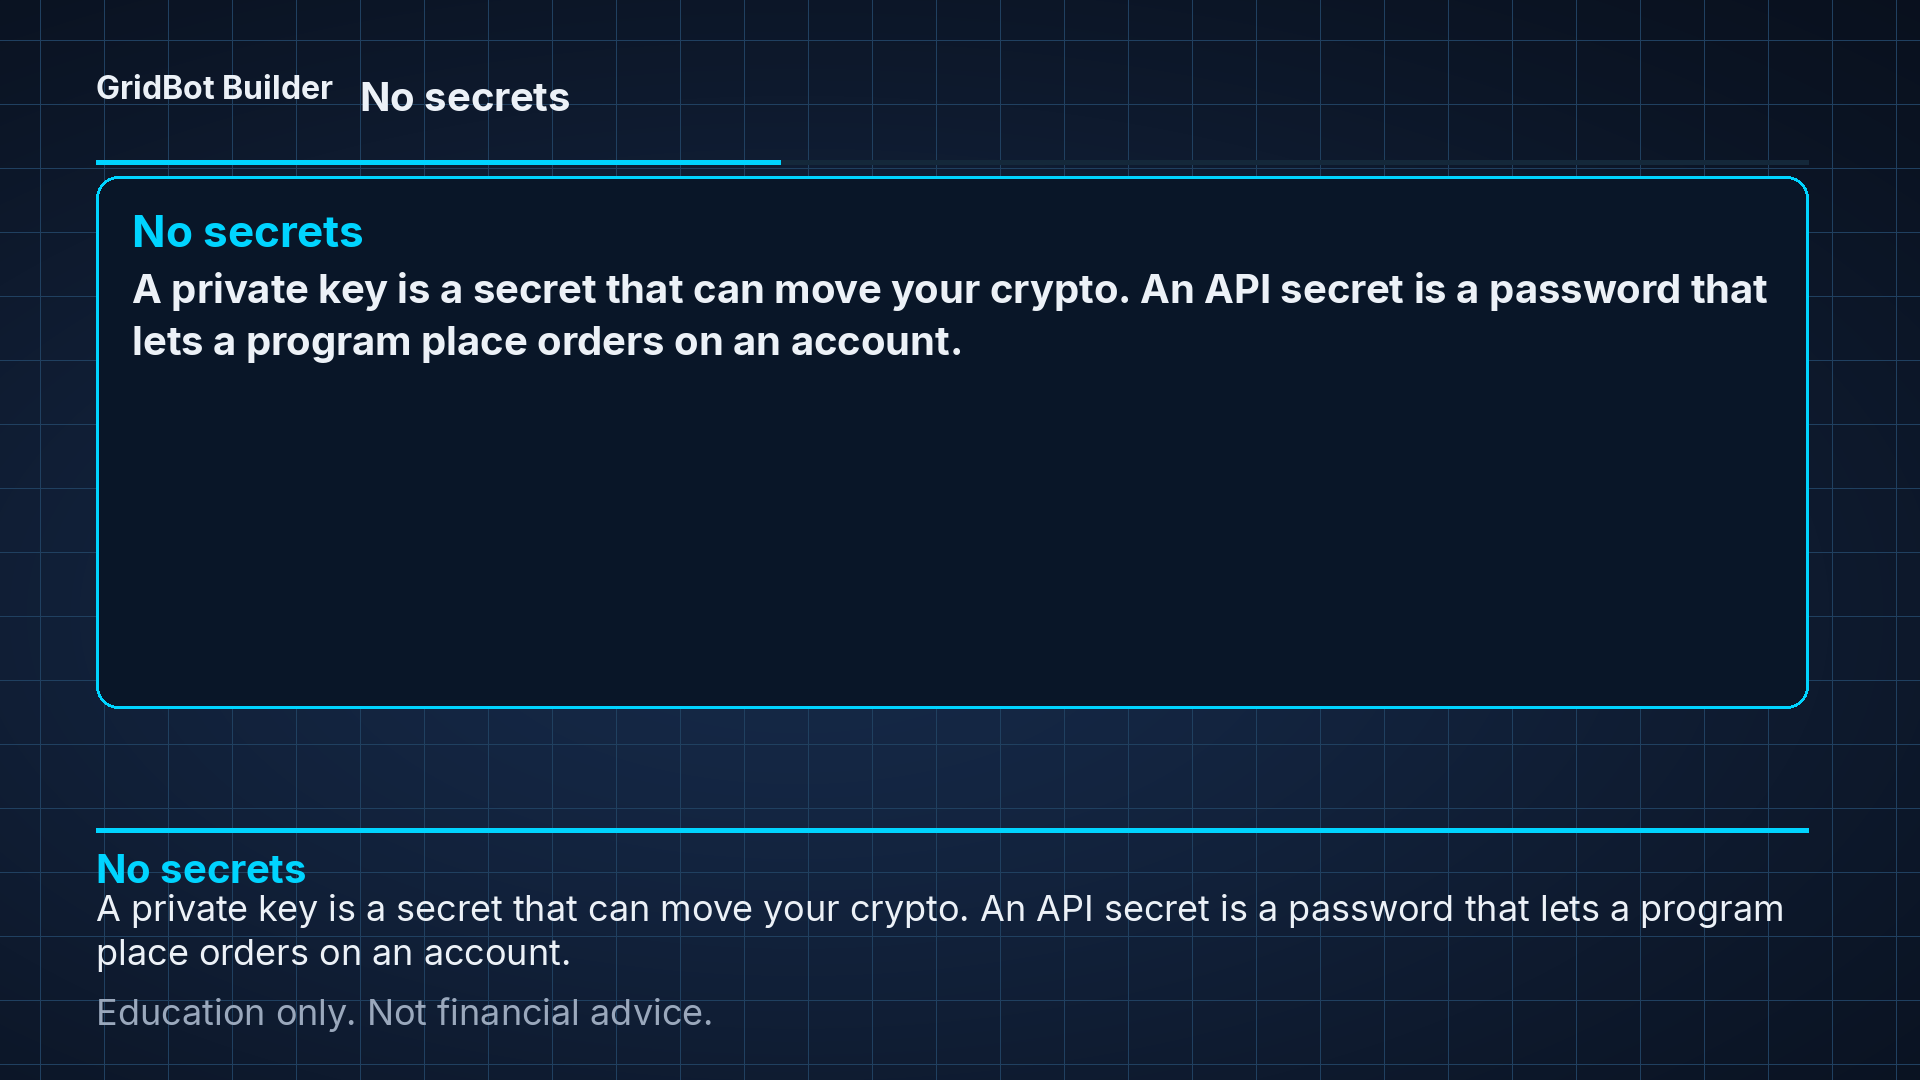 GridBot Builder
No secrets
No secrets
A private key is a secret that can move your crypto. An API secret is a password that
lets a program place orders on an account.
No secrets
A private key is a secret that can move your crypto. An API secret is a password that lets a program
place orders on an account.
Education only. Not financial advice.